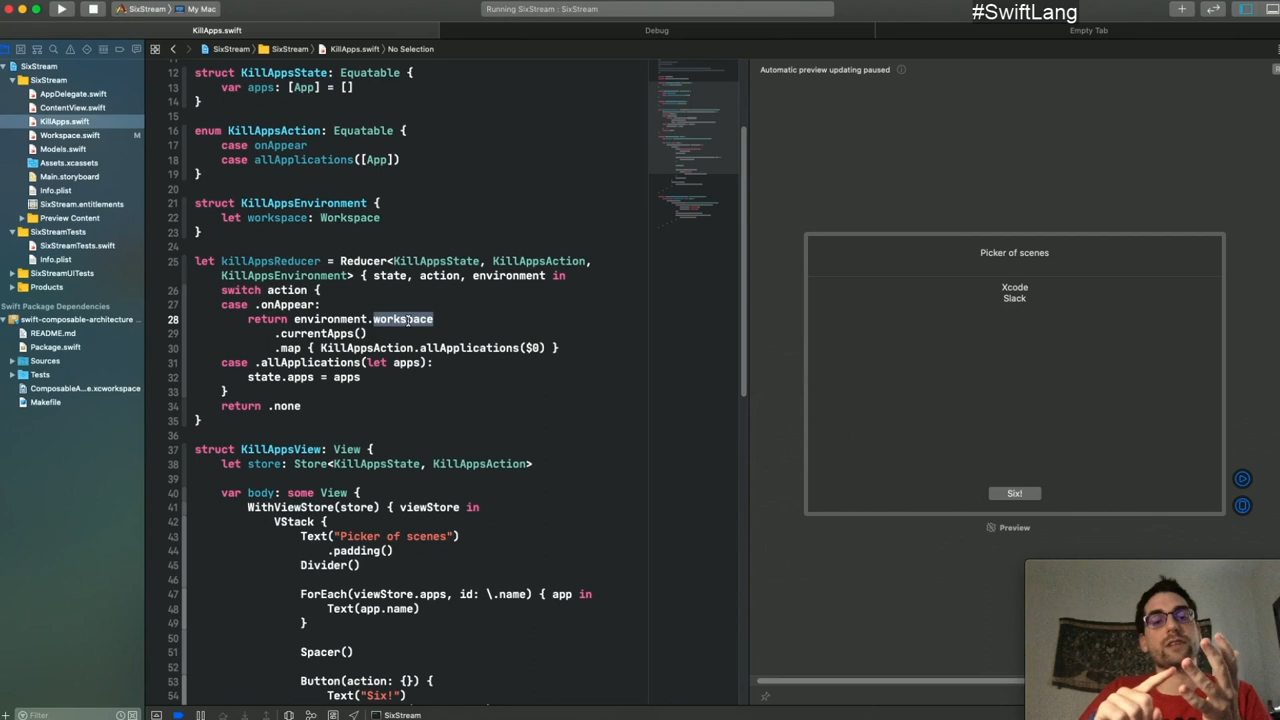 SixStream
My Mac
Running SixStream : SixStream
#SwiftLang
KillApps.swift
Debug
Empty Tab
SixStream
SixStream
KillApps.swift
No Selection
SixStream
SixStream
AppDelegate.swift
ContentView.swift
KillApps.swift
Workspace.swift
M
Models.swift
Assets.xcassets
Main.storyboard
Info.plist
SixStream.entitlements
Preview Content
SixStreamTests
SixStreamTests.swift
Info.plist
SixStreamUITests
Products
Swift Package Dependencies
swift-composable-architecture ...
README.md
Package.swift
Sources
Tests
ComposableA...e.xcworkspace
Makefile
Filter
12 struct KillAppsState: Equatable {
13 var apps: [App] = []
14 }
15
16 enum KillAppsAction: Equatable {
17 case onAppear
18 case allApplications([App])
19 }
20
21 struct KillAppsEnvironment {
22 let workspace: Workspace
23 }
24
25 let killAppsReducer = Reducer<KillAppsState, KillAppsAction,
KillAppsEnvironment> { state, action, environment in
26 switch action {
27 case .onAppear:
28 return environment.workspace
29 .currentApps()
30 .map { KillAppsAction.allApplications($0) }
31 case .allApplications(let apps):
32 state.apps = apps
33 }
34 return .none
35 }
36
37 struct KillAppsView: View {
38 let store: Store<KillAppsState, KillAppsAction>
39
40 var body: some View {
41 WithViewStore(store) { viewStore in
42 VStack {
43 Text("Picker of scenes")
44 .padding()
45 Divider()
46
47 ForEach(viewStore.apps, id: \.name) { app in
48 Text(app.name)
49 }
50
51 Spacer()
52
53 Button(action: {}) {
54 Text("Six!")
SixStream
Automatic preview updating paused
Picker of scenes
Xcode
Slack
Six!
Preview